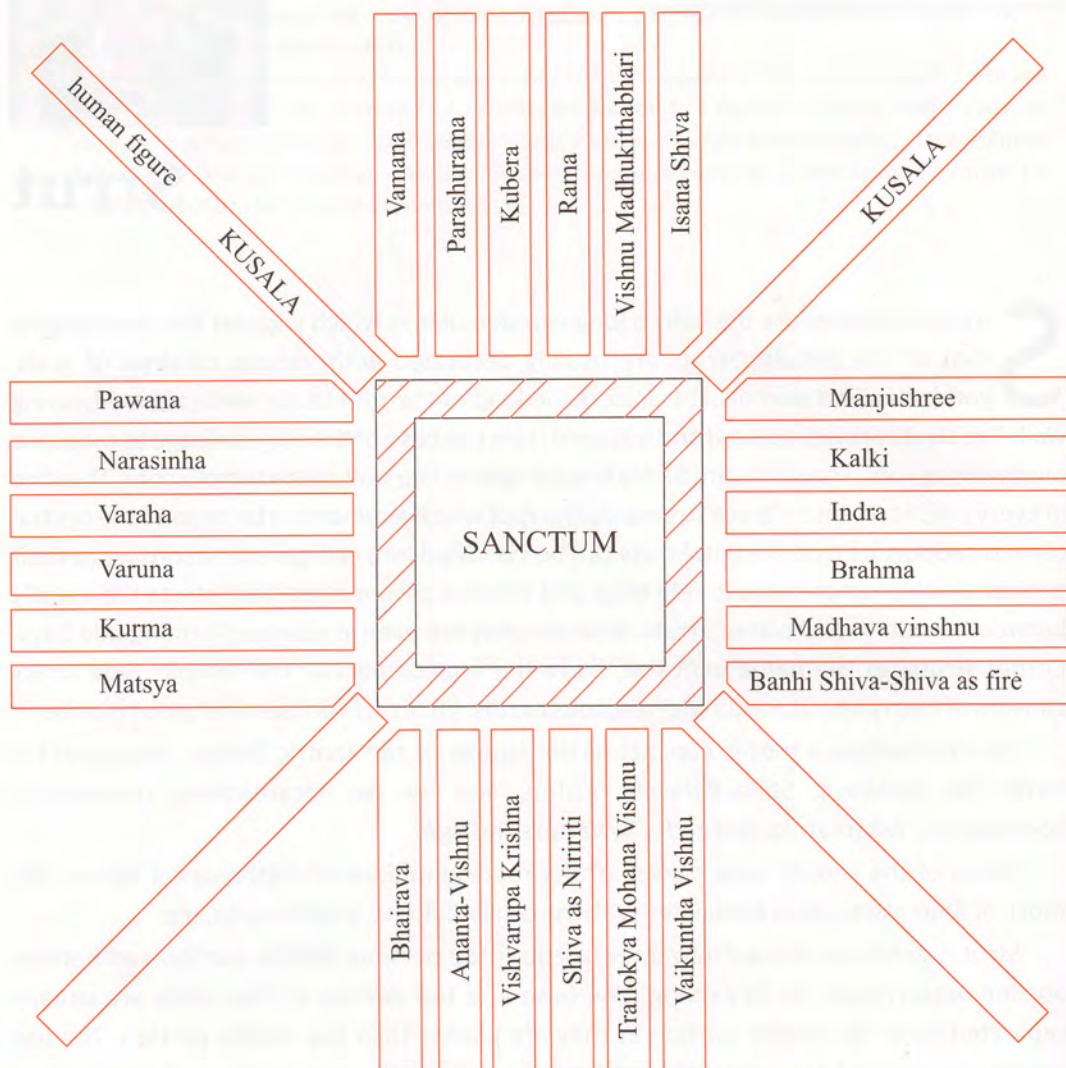 human figure
KUSALA
Vamana
Parashurama
Kubera
Rama
Vishnu Madhukithabhari
Isana Shiva
KUSALA
Pawana
Narasinha
Varaha
Varuna
Kurma
Matsya
SANCTUM
Manjushree
Kalki
Indra
Brahma
Madhava vinshnu
Banhi Shiva-Shiva as fire
Bhairava
Ananta-Vishnu
Vishvarupa Krishna
Shiva as Niririti
Trailokya Mohana Vishnu
Vaikuntta Vishnu